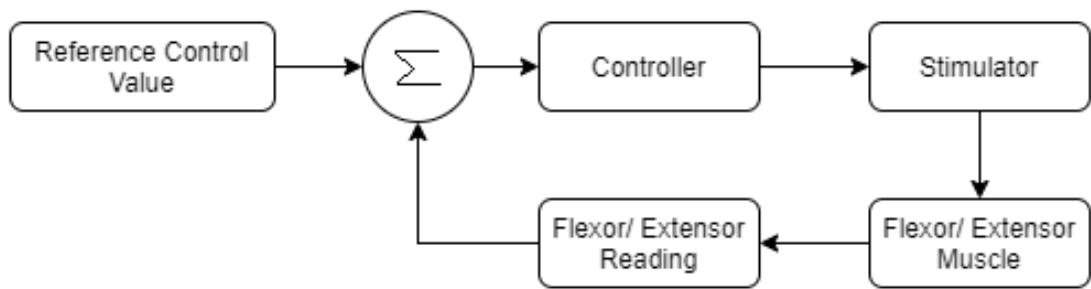 Reference Control
Value
∑
Controller
Stimulator
Flexor/ Extensor
Reading
Flexor/ Extensor
Muscle